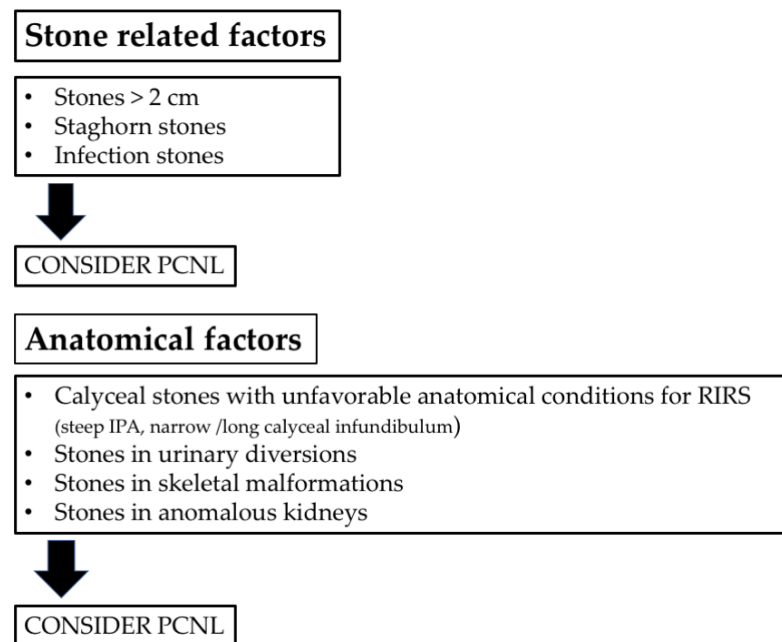 Stone related factors
• Stones > 2 cm
• Staghorn stones
• Infection stones
CONSIDER PCNL
Anatomical factors
• Calyceal stones with unfavorable anatomical conditions for RIRS
(steep IPA, narrow /long calyceal infundibulum)
• Stones in urinary diversions
• Stones in skeletal malformations
• Stones in anomalous kidneys
CONSIDER PCNL